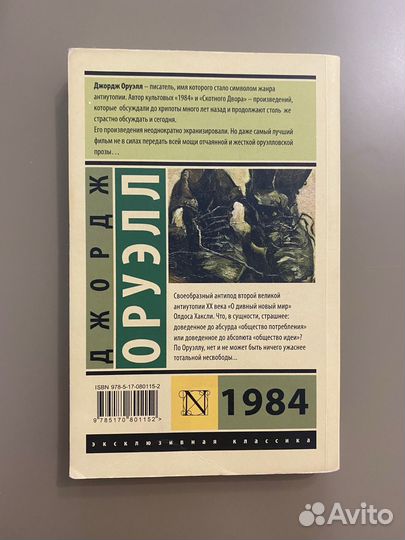 Джордж Оруэлл – писатель, имя которого стало символом жанра
антиутопии. Автор культовых «1984» и «Скотного Двора» – произведений,
которые обсуждали до хрипоты много лет назад и продолжают столь же
страстно обсуждать и сегодня.
Его произведения неоднократно экранизировали. Но даже самый лучший
фильм не в силах передать всей мощи отчаянной и жесткой оруэлловской
прозы…
ДЖОРДЖ
ОРУЭЛЛ
Своеобразный антипод второй великой
антиутопии XX века «О дивный новый мир»
Олдоса Хаксли. Что, в сущности, страшнее:
доведенное до абсурда «общество потребления»
или доведенное до абсолюта «общество идеи»?
По Оруэллу, нет и не может быть ничего ужаснее
тотальной несвободы...
ISBN 978-5-17-080115-2
9 785170 801152 >
N
1984
эксклюзивная классика
Avito